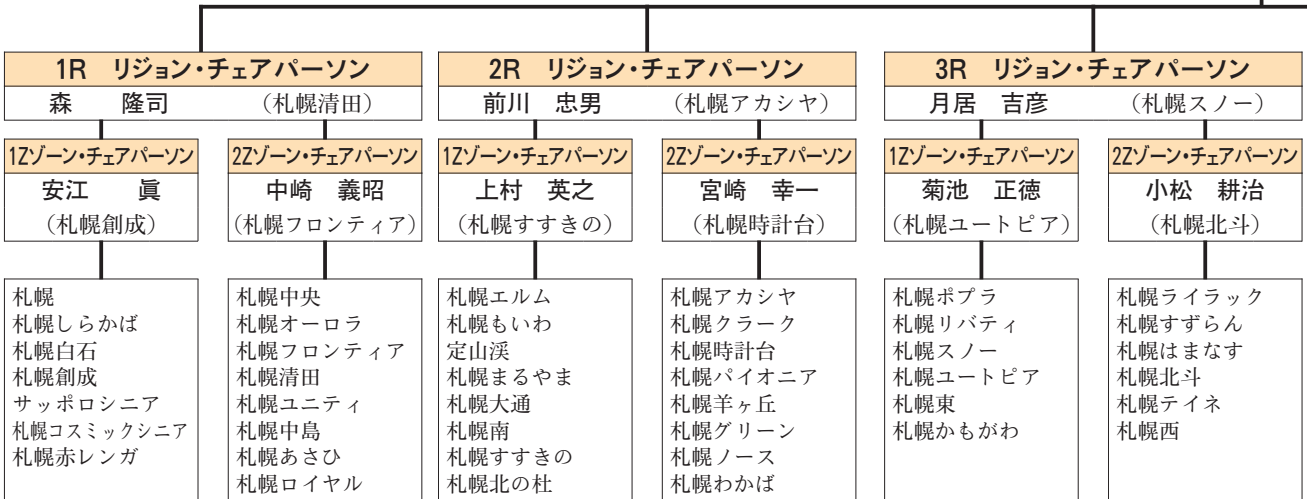 1R　リジョン・チェアパーソン
森　　隆司　　（札幌清田）
1Zゾーン・チェアパーソン
安江　　眞
（札幌創成）
札幌
札幌しらかば
札幌白石
札幌創成
サッポロシニア
札幌コスミックシニア
札幌赤レンガ
2Zゾーン・チェアパーソン
中崎　義昭
（札幌フロンティア）
札幌中央
札幌オーロラ
札幌フロンティア
札幌清田
札幌ユニティ
札幌中島
札幌あさひ
札幌ロイヤル
2R　リジョン・チェアパーソン
前川　忠男　　（札幌アカシヤ）
1Zゾーン・チェアパーソン
上村　英之
（札幌すすきの）
札幌エルム
札幌もいわ
定山渓
札幌まるやま
札幌大通
札幌南
札幌すすきの
札幌北の杜
2Zゾーン・チェアパーソン
宮崎　幸一
（札幌時計台）
札幌アカシヤ
札幌クラーク
札幌時計台
札幌パイオニア
札幌羊ヶ丘
札幌グリーン
札幌ノース
札幌わかば
3R　リジョン・チェアパーソン
月居　吉彦　　（札幌スノー）
1Zゾーン・チェアパーソン
菊池　正徳
（札幌ユートピア）
札幌ポプラ
札幌リバティ
札幌スノー
札幌ユートピア
札幌東
札幌かもがわ
2Zゾーン・チェアパーソン
小松　耕治
（札幌北斗）
札幌ライラック
札幌すずらん
札幌はまなす
札幌北斗
札幌テイネ
札幌西